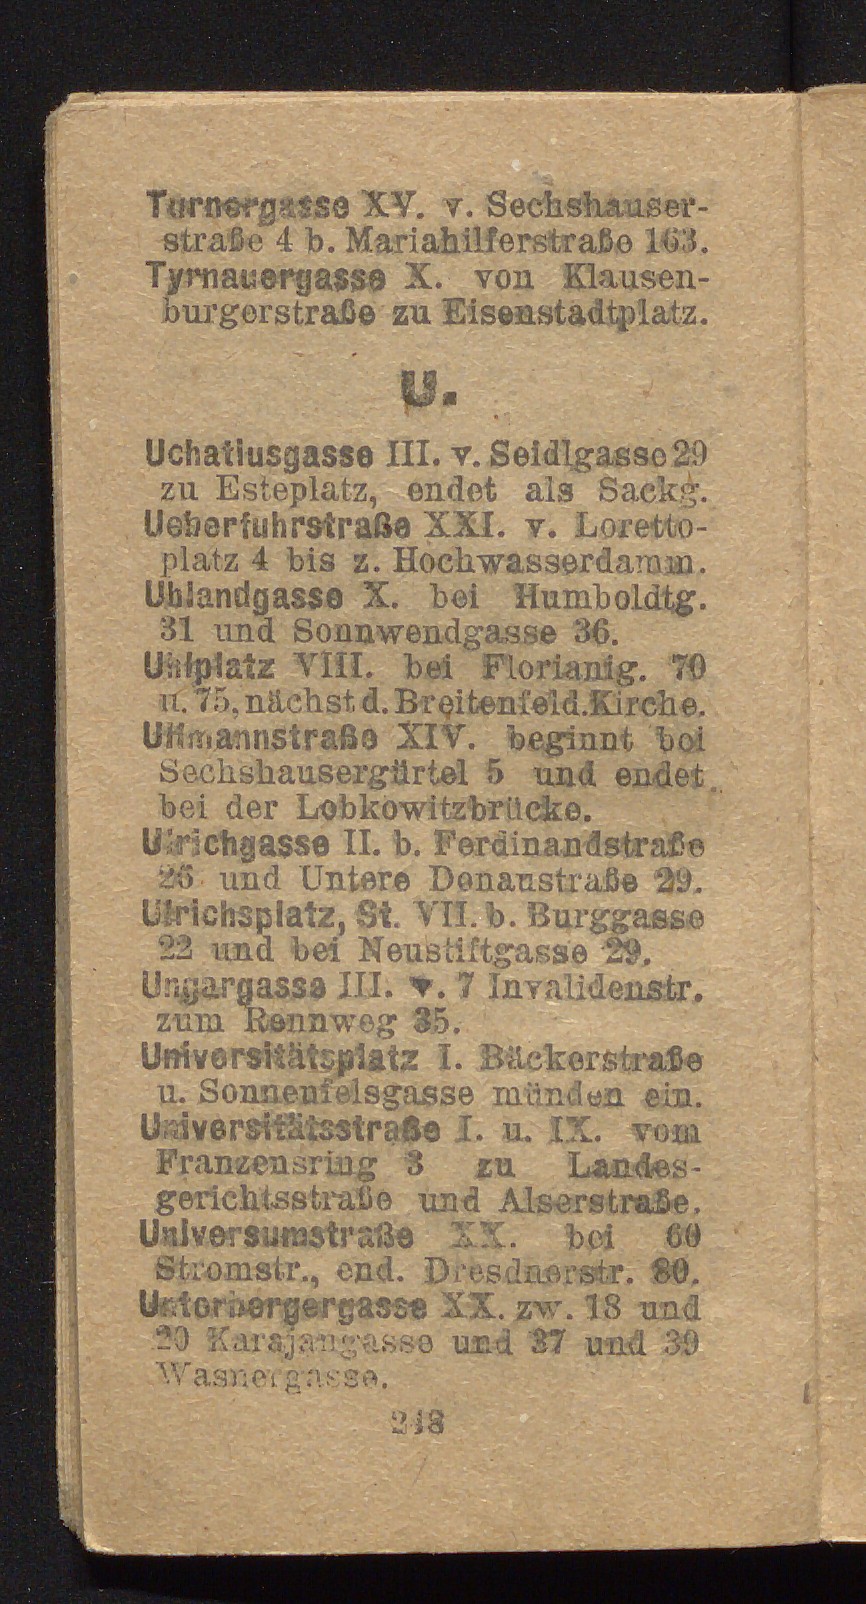 Turnergasse XV. v. Sechshauser-
straße 4 b. Mariahilferstraße 163.
Tyrnauergasse X. von Klausen-
burgerstraße zu Eisenstadtplatz.
U.
Uchatiusgasse III. v. Seidlgasse 29
zu Esteplatz, endet als Sackg.
Ueberfuhrstraße XXI. v. Loretto-
platz 4 bis z. Hochwasserdamm.
Uhlandgasse X. bei Humboldtg.
31 und Sonnwendgasse 36.
Uhlplatz VIII. bei Florianig. 70
u. 75, nächst d. Breitenfeld. Kirche.
Ullmannstraße XIV. beginnt bei
Sechshausergürtel 5 und endet
bei der Lobkowitzbrücke.
Ulrichgasse II. b. Ferdinandstraße
25 und Untere Donaustraße 29.
Ulrichsplatz, St. VII. b. Burggasse
22 und bei Neustiftgasse 29.
Ungargasse III. v. 7 Invalidenstr.
zum Rennweg 35.
Universitätsplatz I. Bäckerstraße
u. Sonnenfelsgasse münden ein.
Universitätsstraße I. u. IX. vom
Franzensring 3 zu Landes-
gerichtsstraße und Alserstraße.
Universumstraße XX. bei 60
Stromstr., end. Dresdnerstr. 80.
Unterbergergasse XX. zw. 18 und
20 Karajangasse und 37 und 39
Wasnergasse.
248